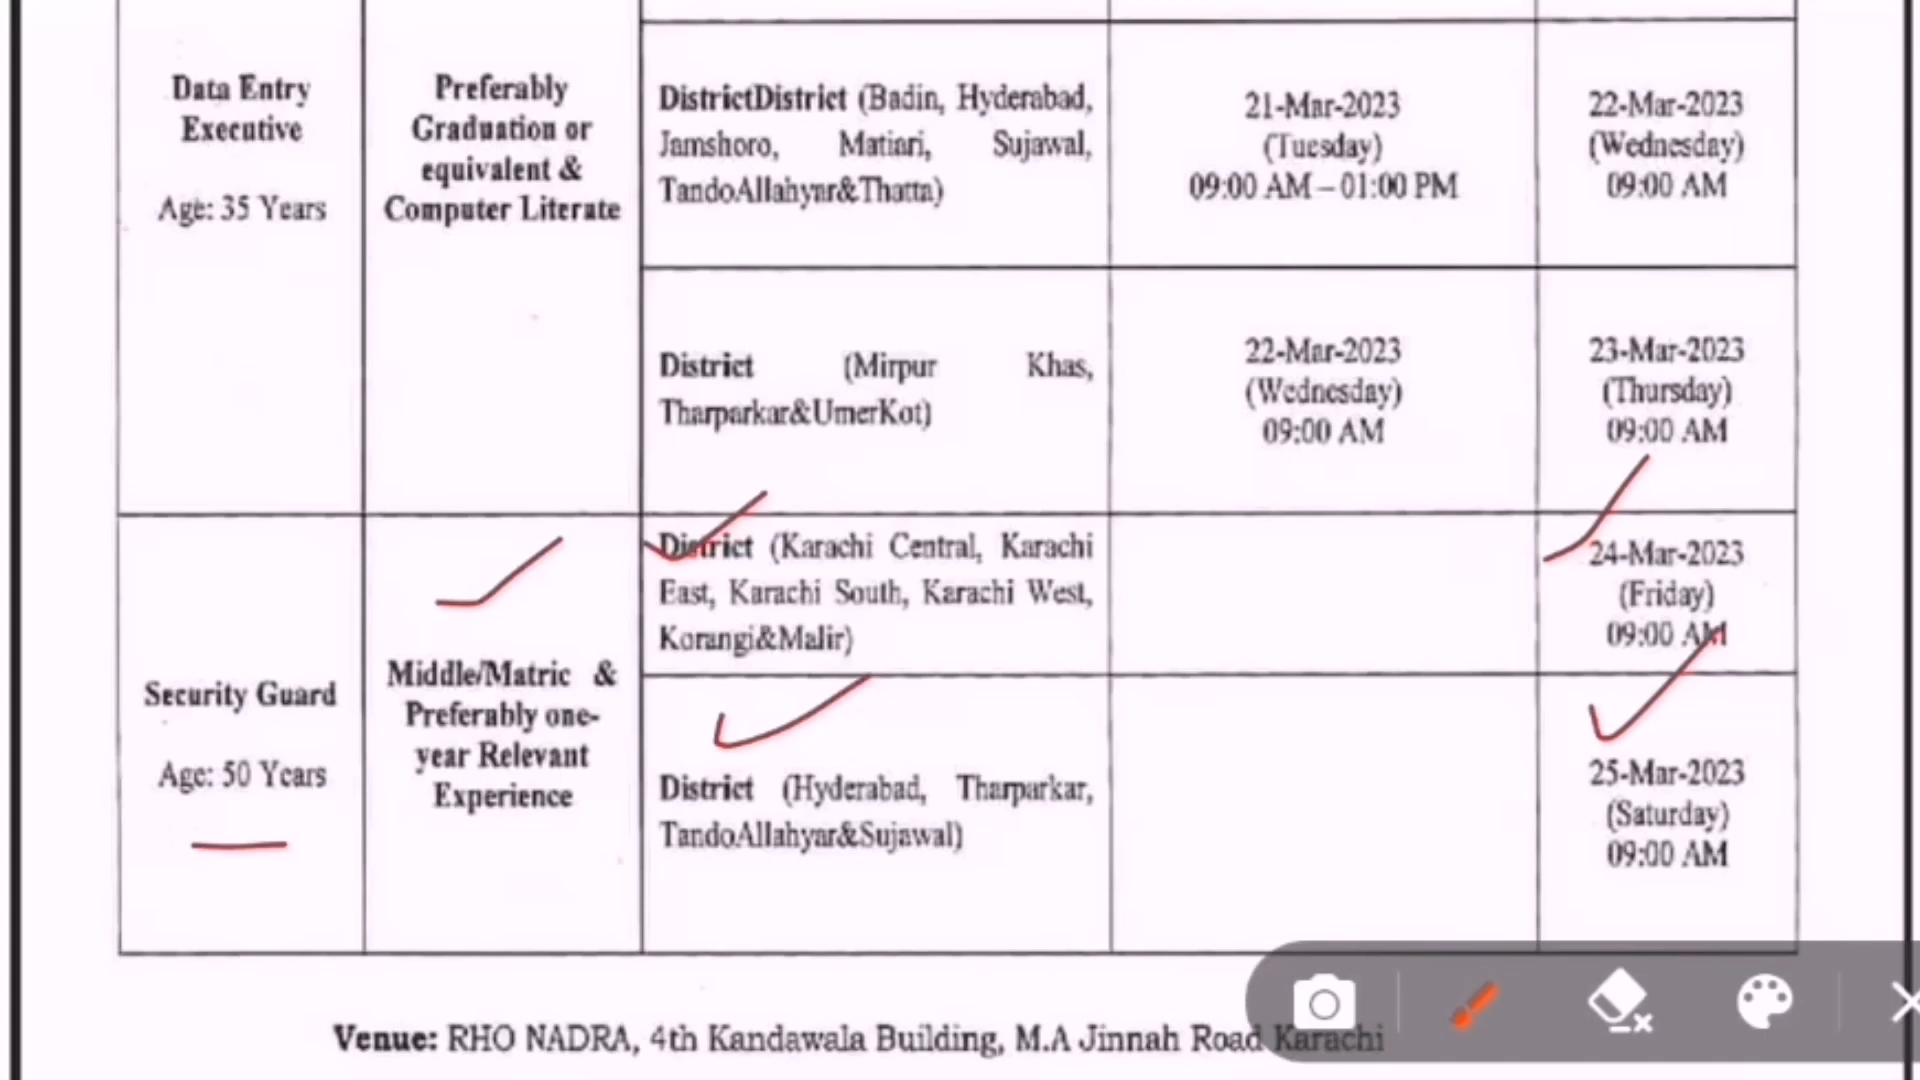 Data Entry
Executive
Age: 35 Years
Preferably
Graduation or
equivalent &
Computer Literate
DistrictDistrict (Badin, Hyderabad,
Jamshoro, Matiari, Sujawal,
TandoAllahyar&Thatta)
21-Mar-2023
(Tuesday)
09:00 AM – 01:00 PM
22-Mar-2023
(Wednesday)
09:00 AM
District (Mirpur Khas,
Tharparkar&UmerKot)
22-Mar-2023
(Wednesday)
09:00 AM
23-Mar-2023
(Thursday)
09:00 AM
Security Guard
Age: 50 Years
Middle/Matric &
Preferably one-
year Relevant
Experience
District (Karachi Central, Karachi
East, Karachi South, Karachi West,
Korangi&Malir)
24-Mar-2023
(Friday)
09:00 AM
District (Hyderabad, Tharparkar,
TandoAllahyar&Sujawal)
25-Mar-2023
(Saturday)
09:00 AM
Venue: RHO NADRA, 4th Kandawala Building, M.A Jinnah Road Karachi